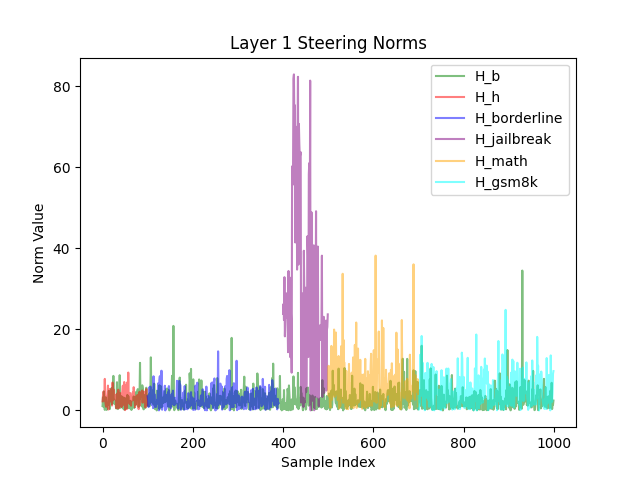 Layer 1 Steering Norms
H_b
H_h
H_borderline
H_jailbreak
H_math
H_gsm8k
Norm Value
80
60
40
20
0
0 200 400 600 800 1000
Sample Index